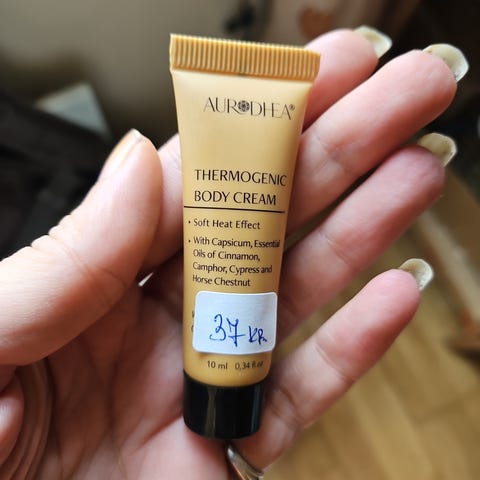 AURODHEA®
THERMOGENIC
BODY CREAM
• Soft Heat Effect
• With Capsicum, Essential
Oils of Cinnamon,
Camphor, Cypress and
Horse Chestnut
37 кр.
10 ml 0,34 fl oz